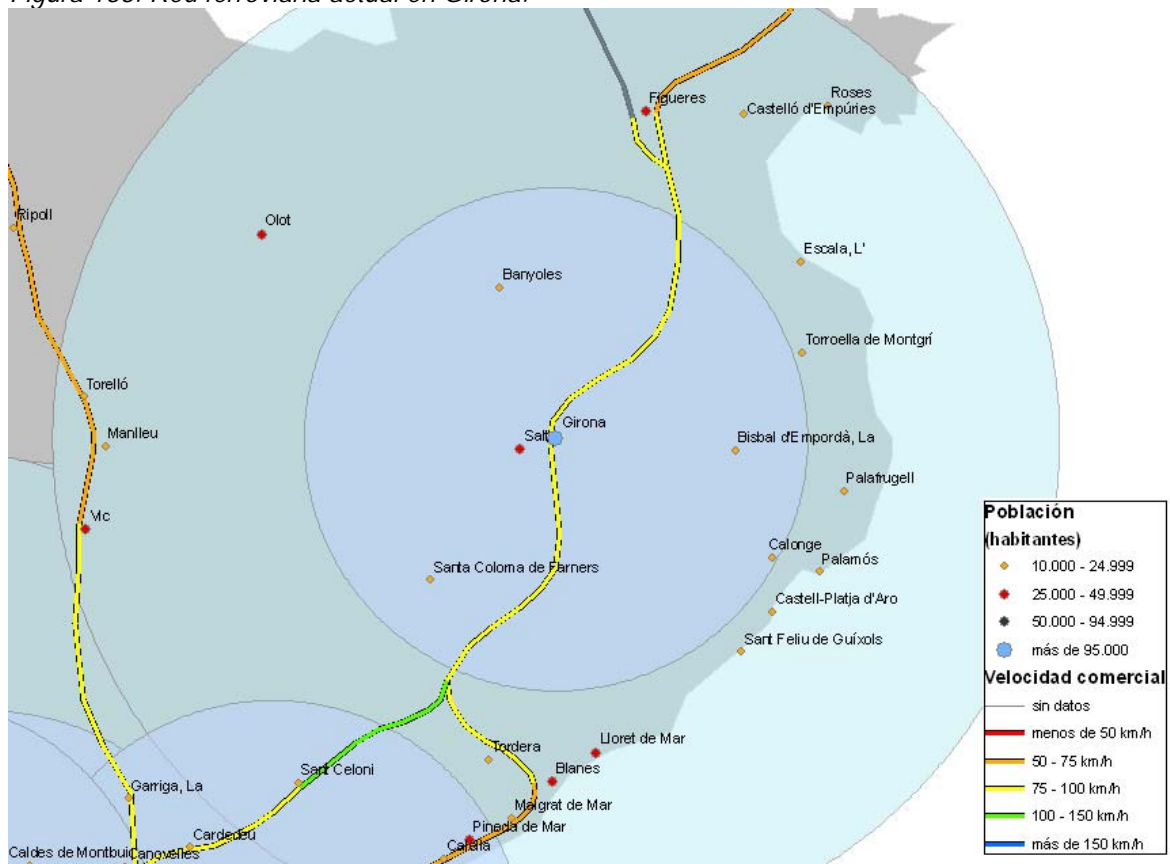 Figura 133. Red ferroviaria actual en Girona.
Figueres
Roses
Castelló d'Empúries
Ripoll
Olot
Escala, L'
Banyoles
Torroella de Montgrí
Torelló
Girona
Manlleu
Salt
Bisbal d'Empordà, La
Palafrugell
Vic
Calonge
Palamós
Santa Coloma de Farners
Castell-Platja d'Aro
Sant Feliu de Guíxols
Lloret de Mar
Tordera
Blanes
Sant Celoni
Garriga, La
Malgrat de Mar
Pineda de Mar
Cardedeu
Calella
Caldes de Montbui
Canovelles
Población
(habitantes)
10.000 - 24.999
25.000 - 49.999
50.000 - 94.999
más de 95.000
Velocidad comercial
sin datos
menos de 50 km/h
50 - 75 km/h
75 - 100 km/h
100 - 150 km/h
más de 150 km/h